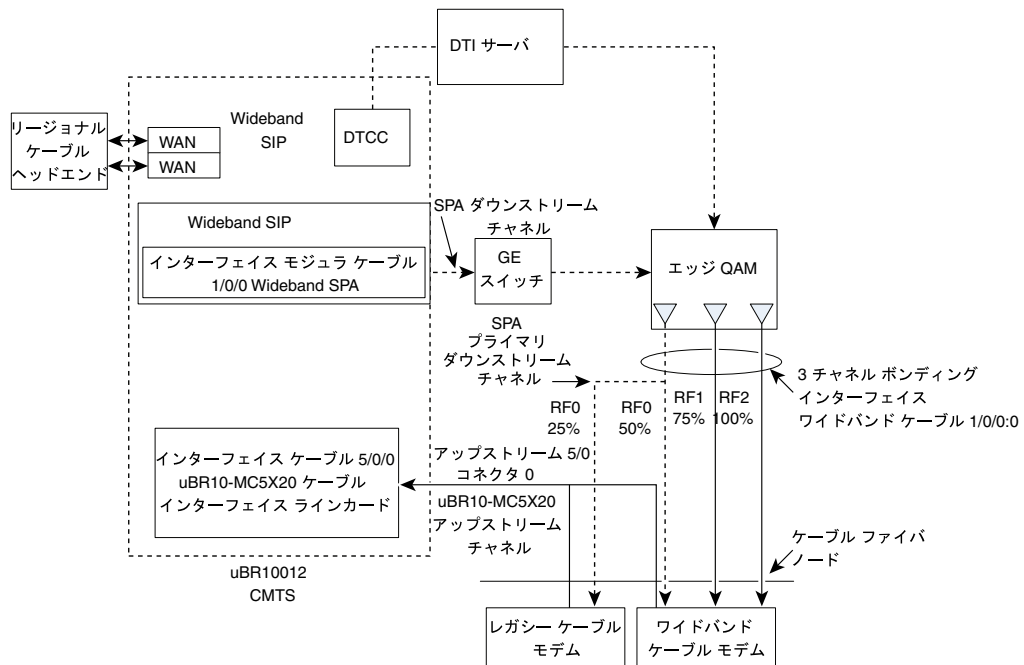 DTI サーバ
リージョナル
ケーブル
ヘッドエンド
WAN
WAN
Wideband
SIP
DTCC
Wideband SIP
インターフェイス モジュラ ケーブル
1/0/0 Wideband SPA
SPA ダウンストリーム
チャネル
GE
スイッチ
エッジ QAM
SPA
プライマリ
ダウンストリーム
チャネル
RF0
25%
RF0
50%
RF1
75%
RF2
100%
3 チャネル ボンディング
インターフェイス
ワイドバンド ケーブル 1/0/0:0
インターフェイス ケーブル 5/0/0
uBR10-MC5X20 ケーブル
インターフェイス ラインカード
アップストリーム 5/0
コネクタ 0
uBR10-MC5X20
アップストリーム
チャネル
ケーブル ファイバ
ノード
uBR10012
CMTS
レガシー ケーブル
モデム
ワイドバンド
ケーブル モデム